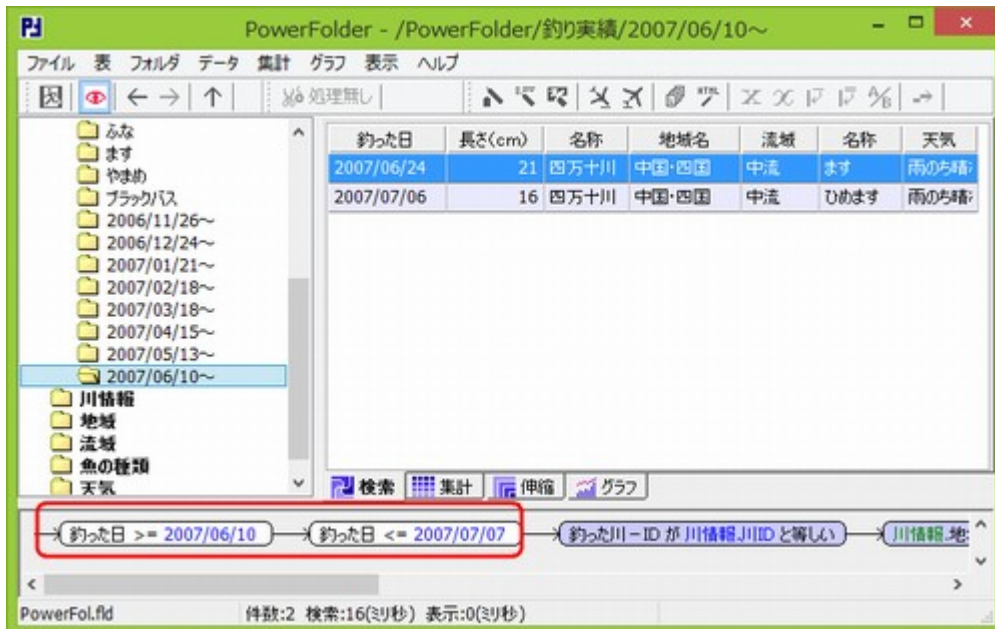 PowerFolder - /PowerFolder/釣り実績/2007/06/10～
ファイル 表 フォルダ データ 集計 グラフ 表示 ヘルプ
処理無し
ふな
ます
やまめ
ブラックバス
2006/11/26～
2006/12/24～
2007/01/21～
2007/02/18～
2007/03/18～
2007/04/15～
2007/05/13～
2007/06/10～
川情報
地域
流域
魚の種類
天気
釣った日 長さ(cm) 名称 地域名 流域 名称 天気
2007/06/24 21 四万十川 中国・四国 中流 ます 雨のち晴
2007/07/06 16 四万十川 中国・四国 中流 ひめます 雨のち晴
検索 集計 伸縮 グラフ
釣った日 >= 2007/06/10 釣った日 <= 2007/07/07 釣った川－ID が 川情報.川ID と等しい 川情報.地
PowerFol.fld 件数:2 検索:16(ミリ秒) 表示:0(ミリ秒)